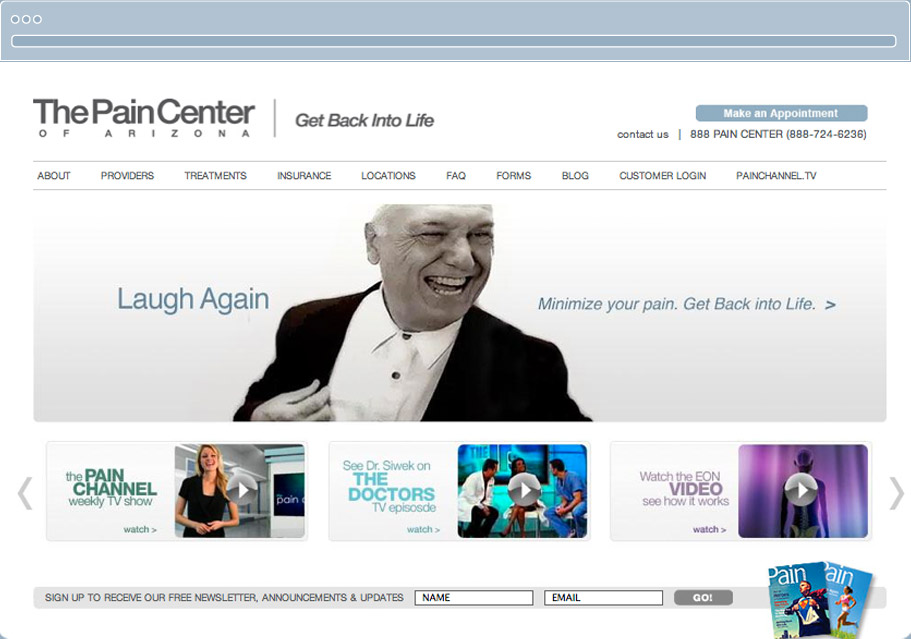 The Pain Center
OF ARIZONA
Get Back Into Life
Make an Appointment
contact us | 888 PAIN CENTER (888-724-6236)
ABOUT PROVIDERS TREATMENTS INSURANCE LOCATIONS FAQ FORMS BLOG CUSTOMER LOGIN PAINCHANNEL.TV
Laugh Again
Minimize your pain. Get Back into Life. >
the PAIN
CHANNEL
weekly TV show
watch >
pain
See Dr. Siwek on
THE
DOCTORS
TV episosde
watch >
Watch the EON
VIDEO
see how it works
watch >
SIGN UP TO RECEIVE OUR FREE NEWSLETTER, ANNOUNCEMENTS & UPDATES NAME EMAIL GO!
Pain
Pain